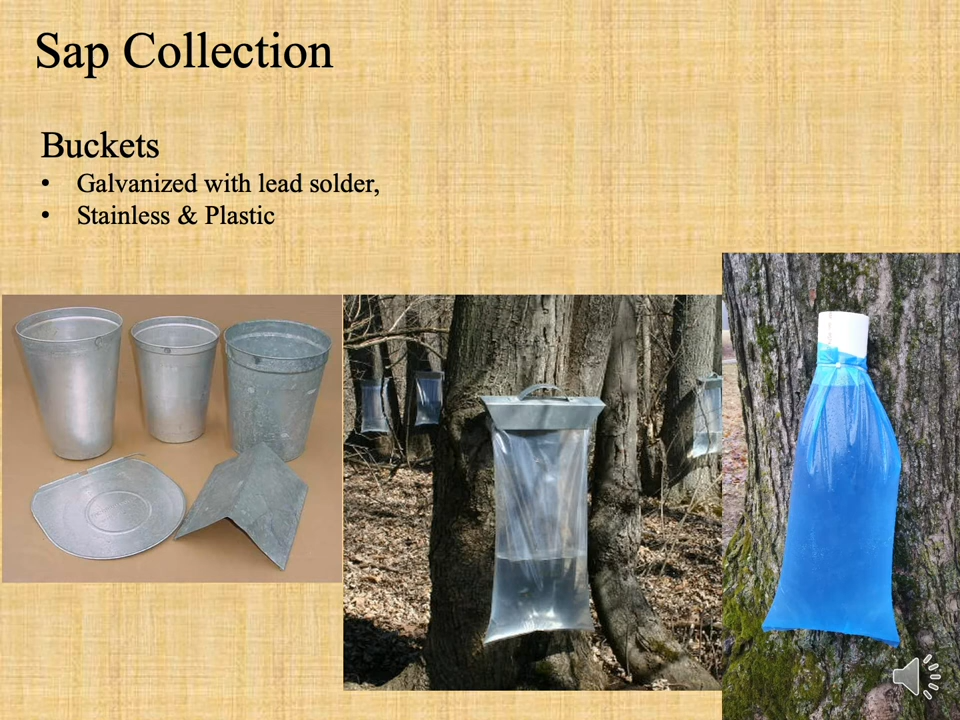 Sap Collection
Buckets
• Galvanized with lead solder,
• Stainless & Plastic